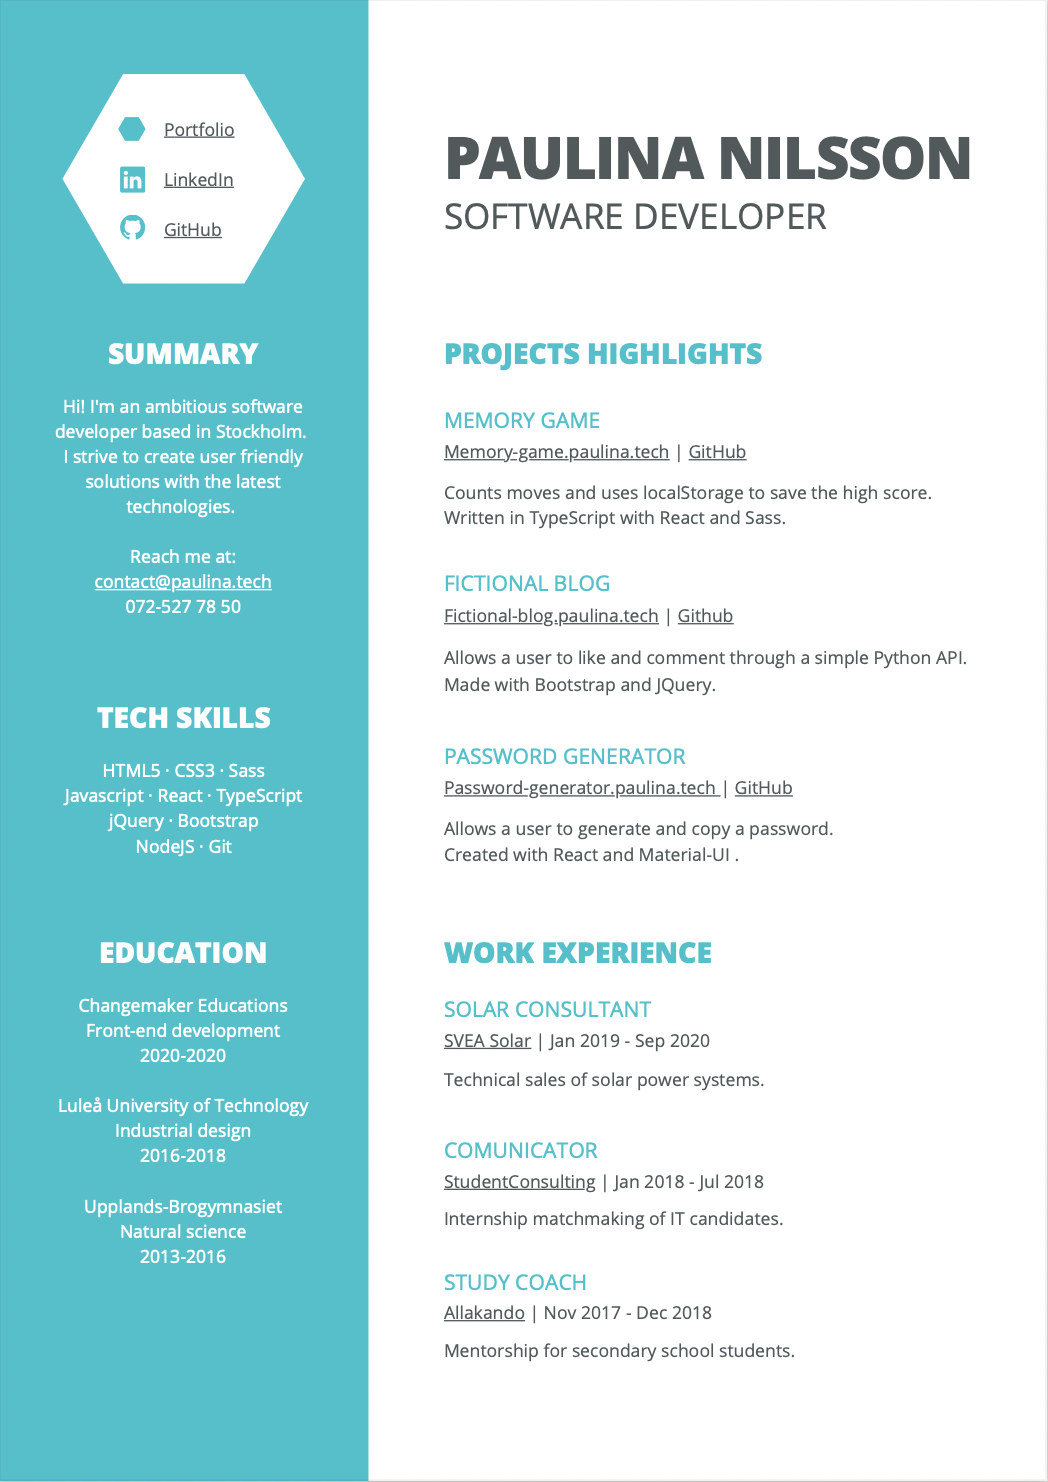 Portfolio
LinkedIn
GitHub
SUMMARY
Hi! I'm an ambitious software
developer based in Stockholm.
I strive to create user friendly
solutions with the latest
technologies.
Reach me at:
contact@paulina.tech
072-527 78 50
TECH SKILLS
HTML5 · CSS3 · Sass
Javascript · React · TypeScript
jQuery · Bootstrap
NodeJS · Git
EDUCATION
Changemaker Educations
Front-end development
2020-2020
Luleå University of Technology
Industrial design
2016-2018
Upplands-Brogymnasiet
Natural science
2013-2016
PAULINA NILSSON
SOFTWARE DEVELOPER
PROJECTS HIGHLIGHTS
MEMORY GAME
Memory-game.paulina.tech | GitHub
Counts moves and uses localStorage to save the high score.
Written in TypeScript with React and Sass.
FICTIONAL BLOG
Fictional-blog.paulina.tech | Github
Allows a user to like and comment through a simple Python API.
Made with Bootstrap and JQuery.
PASSWORD GENERATOR
Password-generator.paulina.tech | GitHub
Allows a user to generate and copy a password.
Created with React and Material-UI .
WORK EXPERIENCE
SOLAR CONSULTANT
SVEA Solar | Jan 2019 - Sep 2020
Technical sales of solar power systems.
COMUNICATOR
StudentConsulting | Jan 2018 - Jul 2018
Internship matchmaking of IT candidates.
STUDY COACH
Allakando | Nov 2017 - Dec 2018
Mentorship for secondary school students.